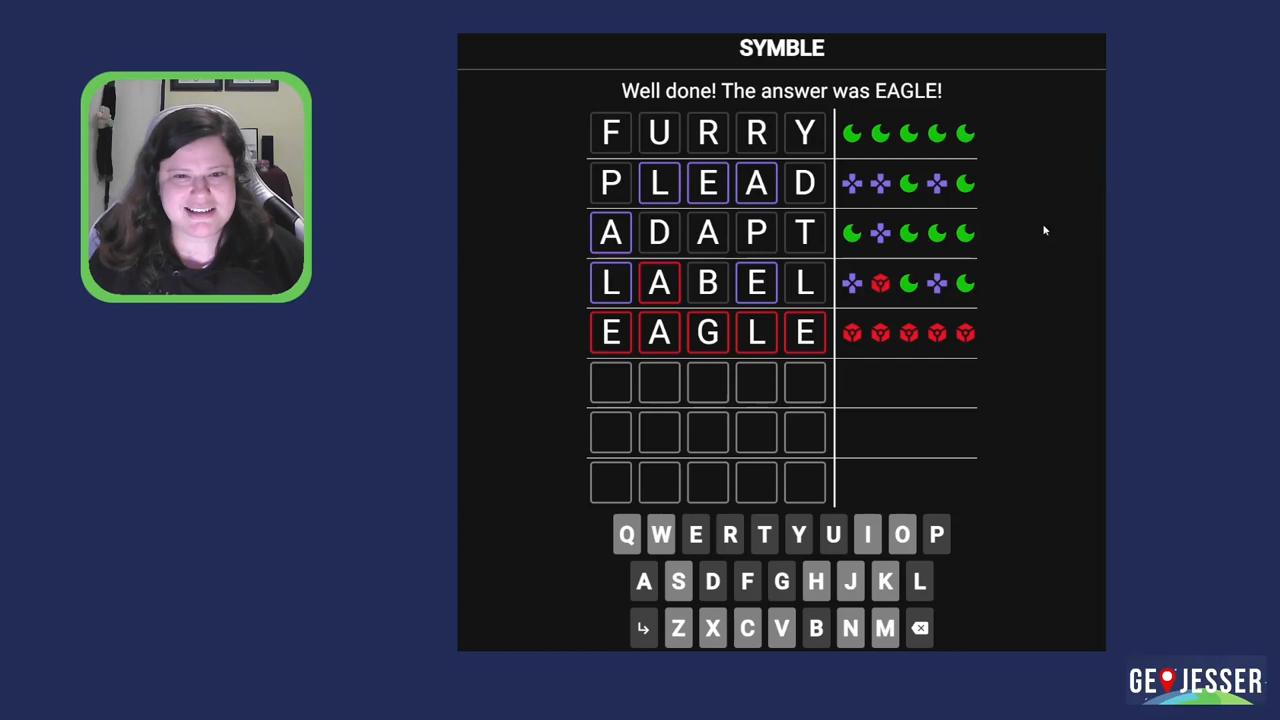 SYMBLE
Well done! The answer was EAGLE!
FURRY
PLEAD
ADAPT
LABEL
EAGLE
QWERTYUIOP
ASDFGHJKL
ZXCVBNM
GEOJESSER